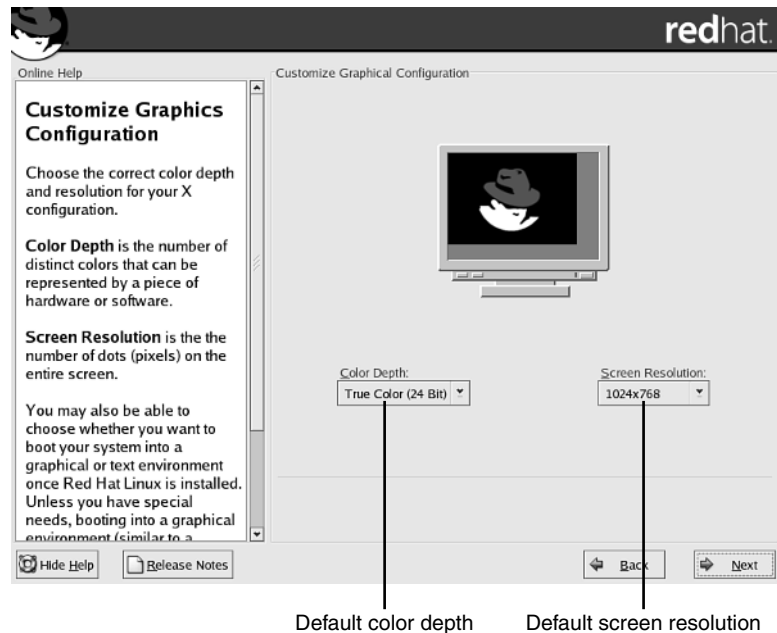 redhat.
Online Help
Customize Graphics
Configuration
Choose the correct color depth
and resolution for your X
configuration.
Color Depth is the number of
distinct colors that can be
represented by a piece of
hardware or software.
Screen Resolution is the the
number of dots (pixels) on the
entire screen.
You may also be able to
choose whether you want to
boot your system into a
graphical or text environment
once Red Hat Linux is installed.
Unless you have special
needs, booting into a graphical
environment (similar to a
Customize Graphical Configuration
Color Depth:
True Color (24 Bit)
Screen Resolution:
1024x768
Hide Help
Release Notes
Back
Next
Default color depth
Default screen resolution